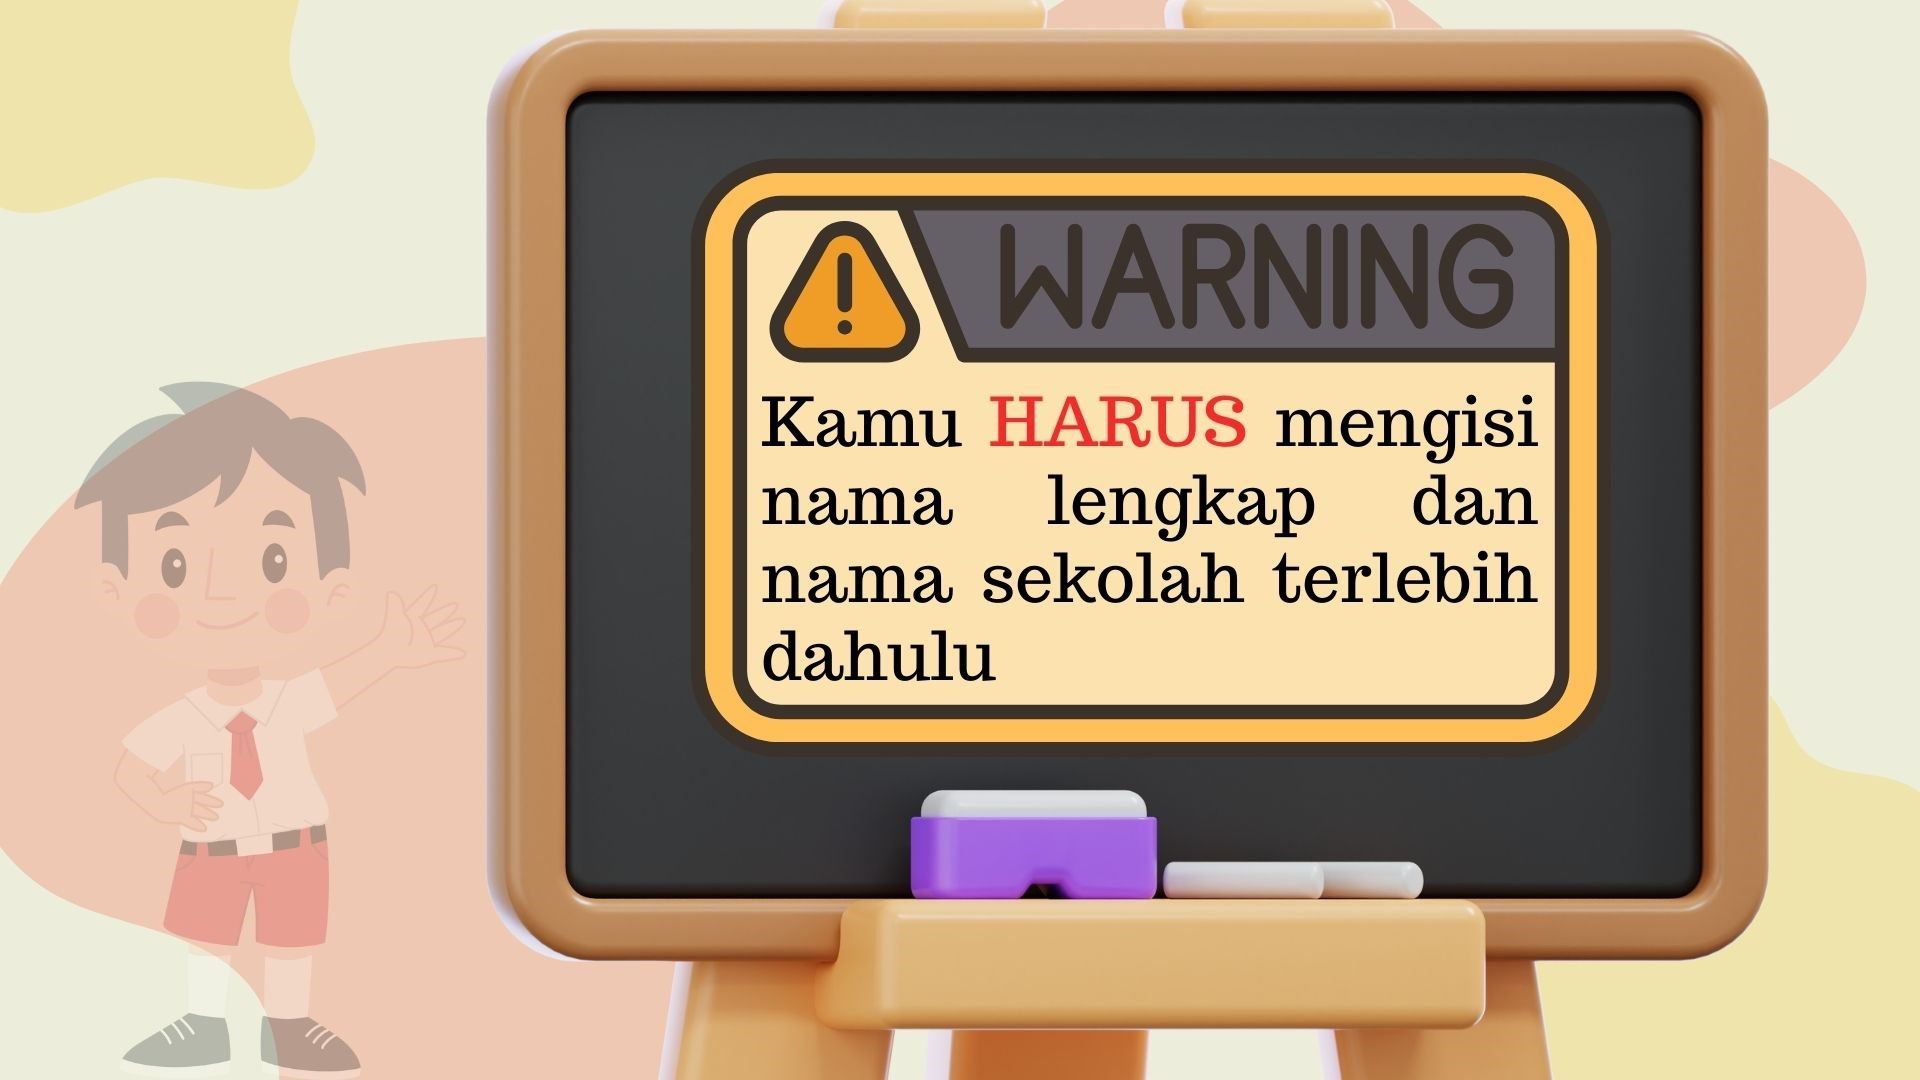 WARNING
Kamu HARUS mengisi
nama lengkap dan
nama sekolah terlebih
dahulu